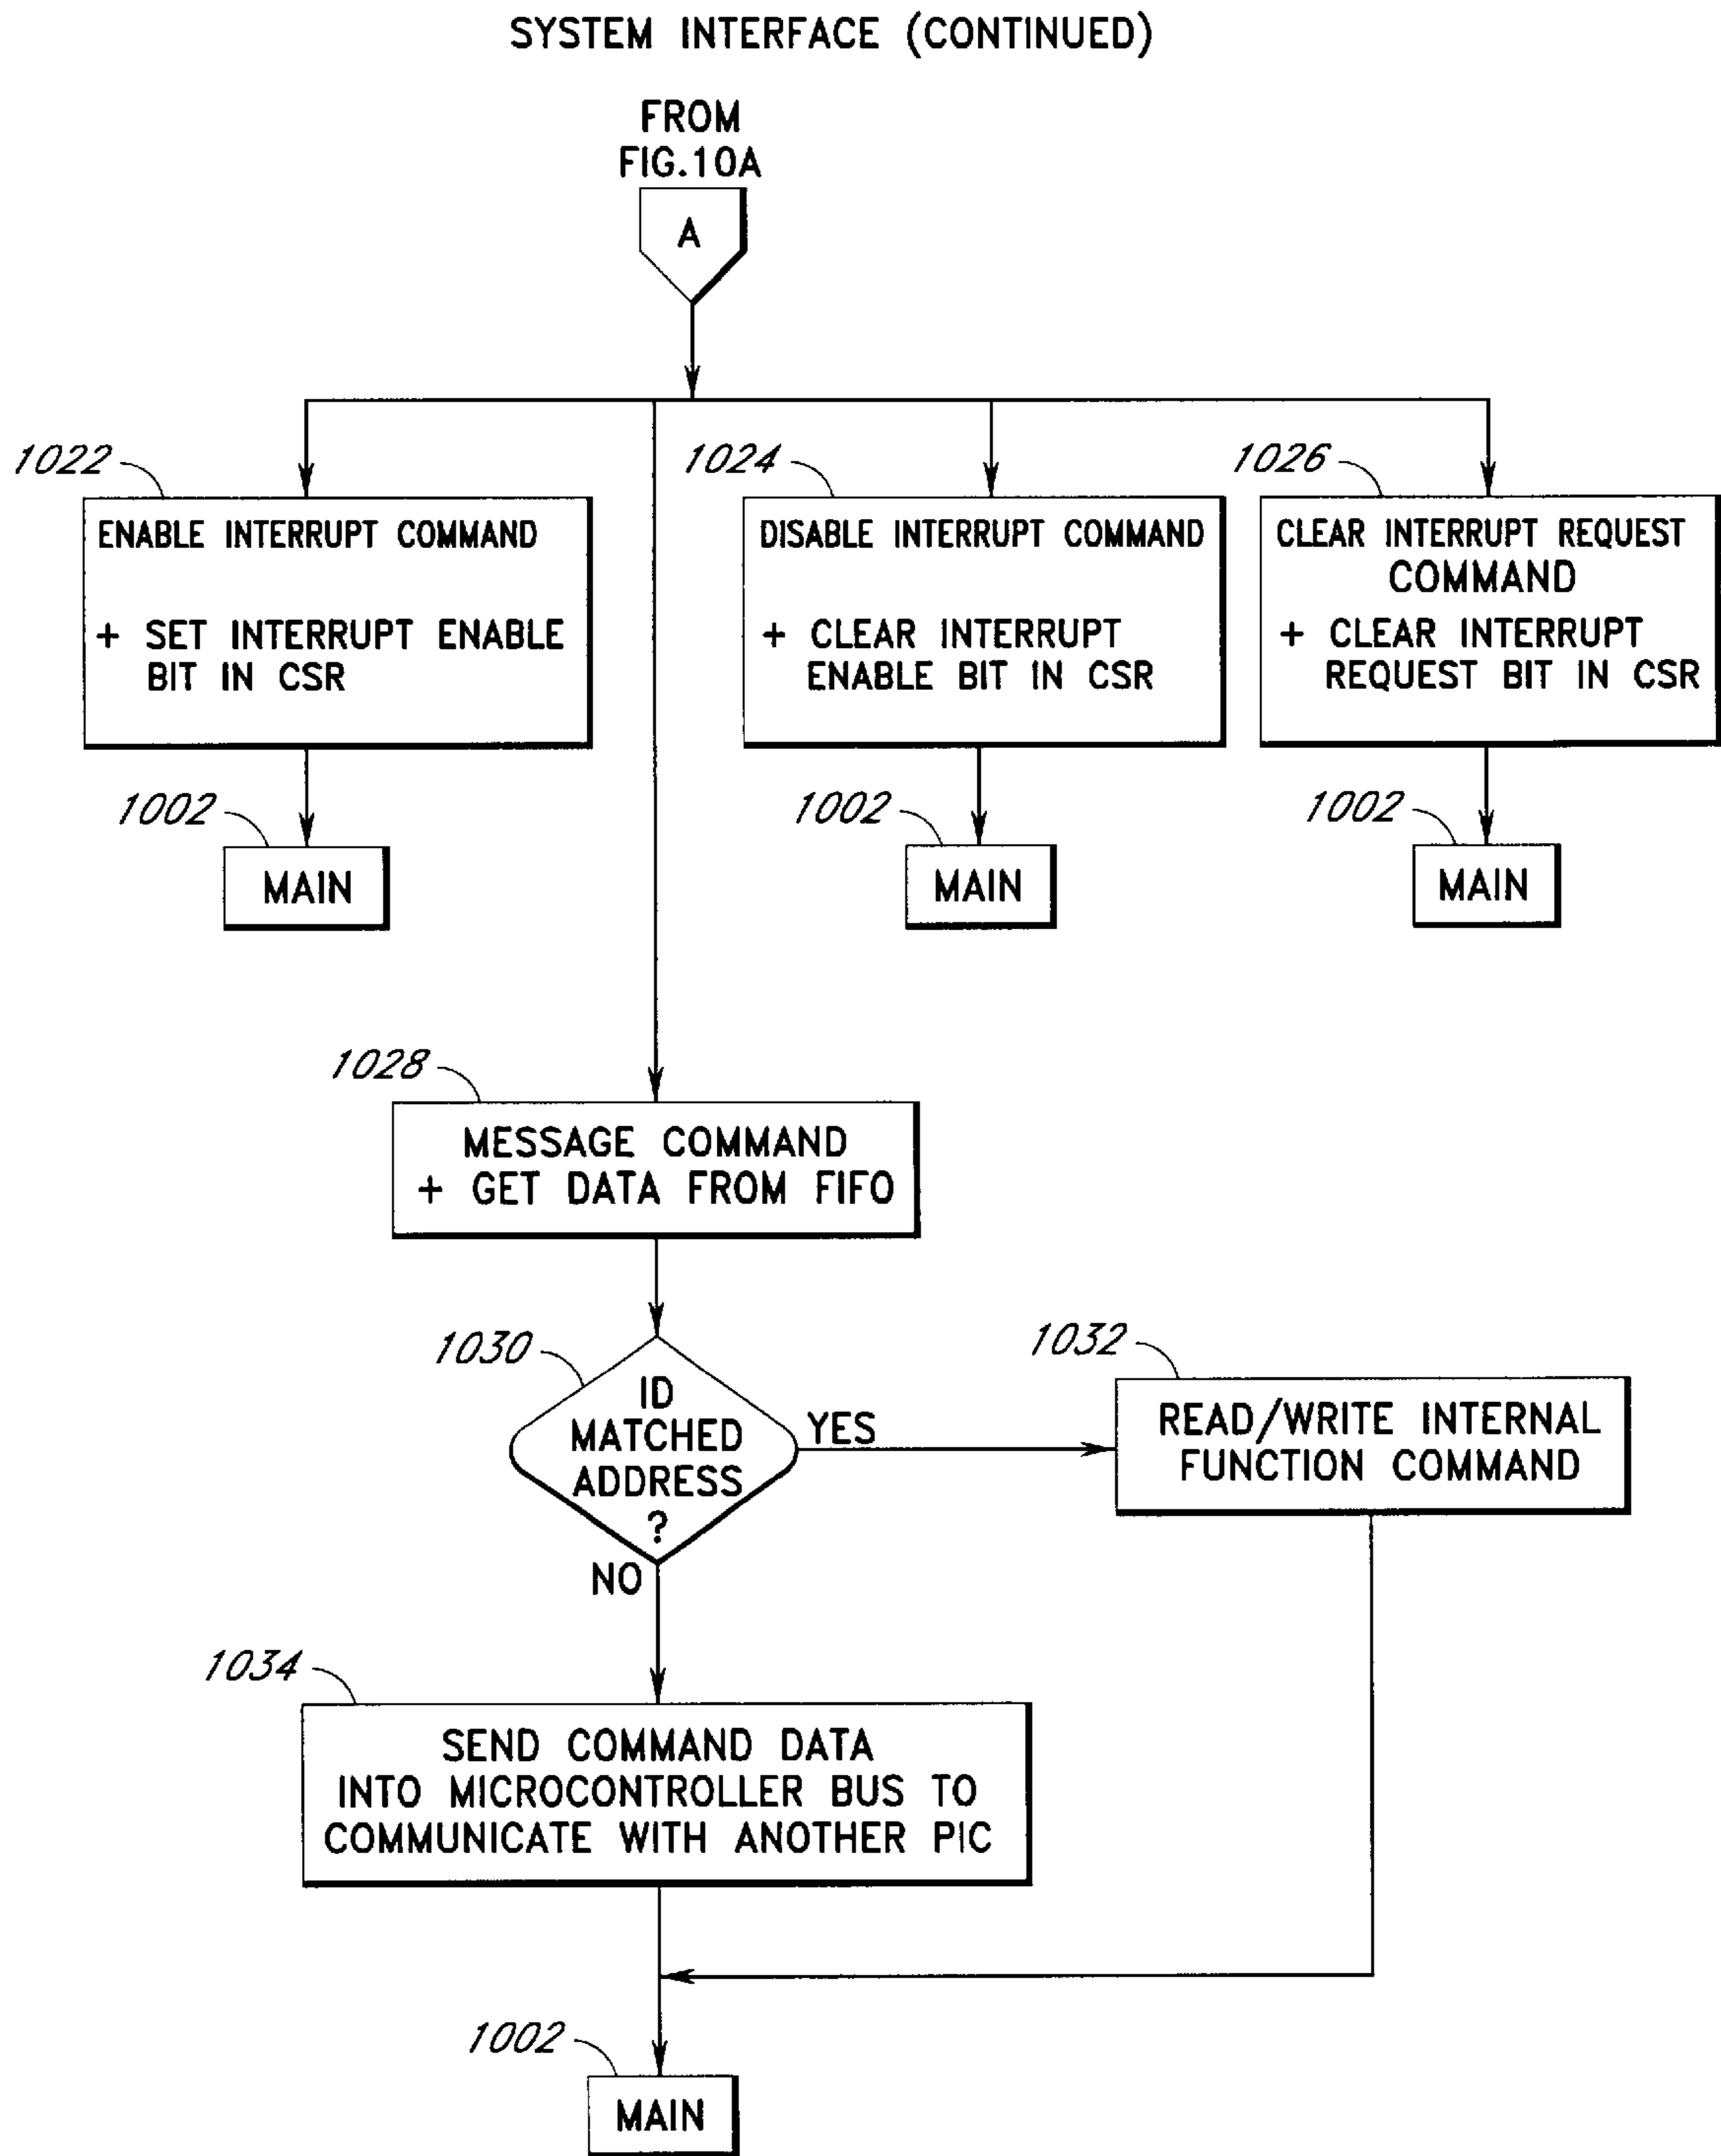 SYSTEM INTERFACE (CONTINUED)
FROM
FIG.10A
A
1022
ENABLE INTERRUPT COMMAND
+ SET INTERRUPT ENABLE
BIT IN CSR
1002
MAIN
1024
DISABLE INTERRUPT COMMAND
+ CLEAR INTERRUPT
ENABLE BIT IN CSR
1002
MAIN
1026
CLEAR INTERRUPT REQUEST
COMMAND
+ CLEAR INTERRUPT
REQUEST BIT IN CSR
1002
MAIN
1028
MESSAGE COMMAND
+ GET DATA FROM FIFO
1030
ID
MATCHED
ADDRESS
?
YES
NO
1032
READ/WRITE INTERNAL
FUNCTION COMMAND
1034
SEND COMMAND DATA
INTO MICROCONTROLLER BUS TO
COMMUNICATE WITH ANOTHER PIC
1002
MAIN